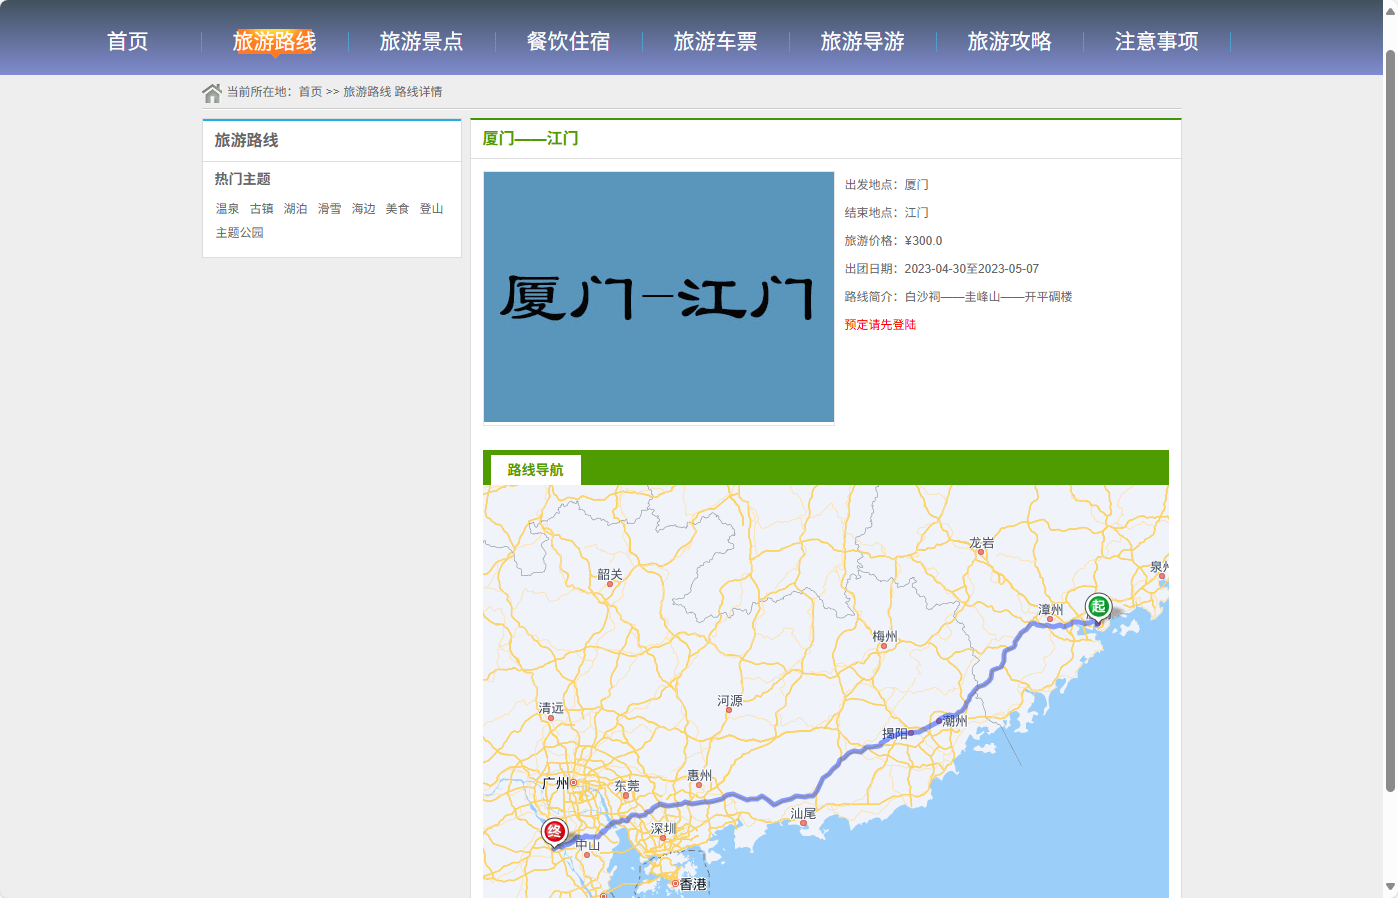 首页 旅游路线 旅游景点 餐饮住宿 旅游车票 旅游导游 旅游攻略 注意事项
当前所在地：首页 >> 旅游路线 路线详情
旅游路线
热门主题
温泉 古镇 湖泊 滑雪 海边 美食 登山
主题公园
厦门——江门
厦门—江门
出发地点：厦门
结束地点：江门
旅游价格：¥300.0
出团日期：2023-04-30至2023-05-07
路线简介：白沙祠——圭峰山——开平碉楼
预定请先登陆
路线导航
龙岩
泉州
韶关
起
漳州
梅州
河源
清远
潮州
揭阳
惠州
广州
东莞
汕尾
深圳
终
中山
香港